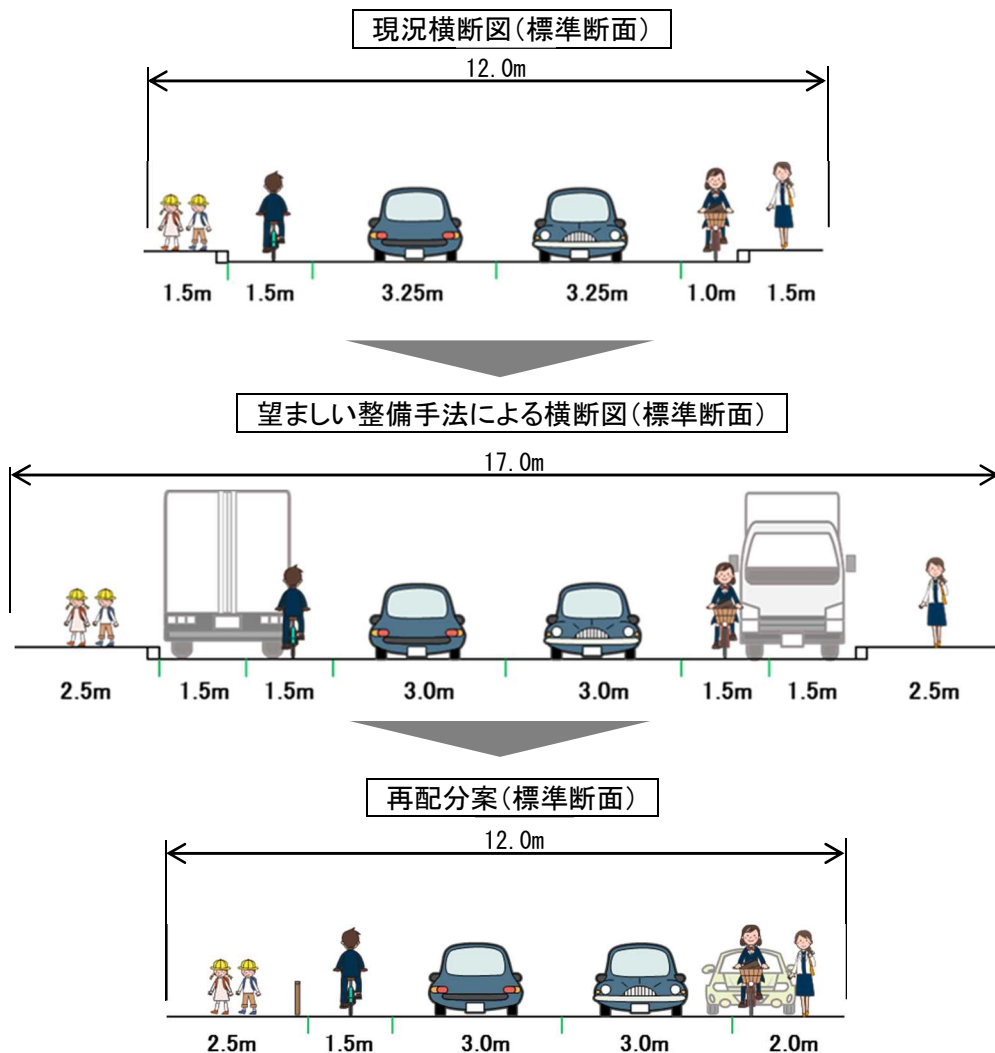 現況横断図(標準断面)
12.0m
1.5m 1.5m 3.25m 3.25m 1.0m 1.5m
望ましい整備手法による横断図(標準断面)
17.0m
2.5m 1.5m 1.5m 3.0m 3.0m 1.5m 1.5m 2.5m
再配分案(標準断面)
12.0m
2.5m 1.5m 3.0m 3.0m 2.0m